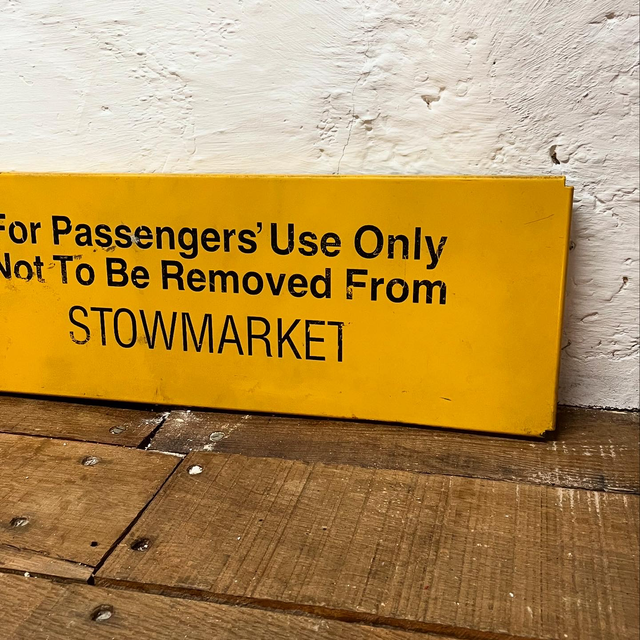 For Passengers' Use Only
Not To Be Removed From
STOWMARKET